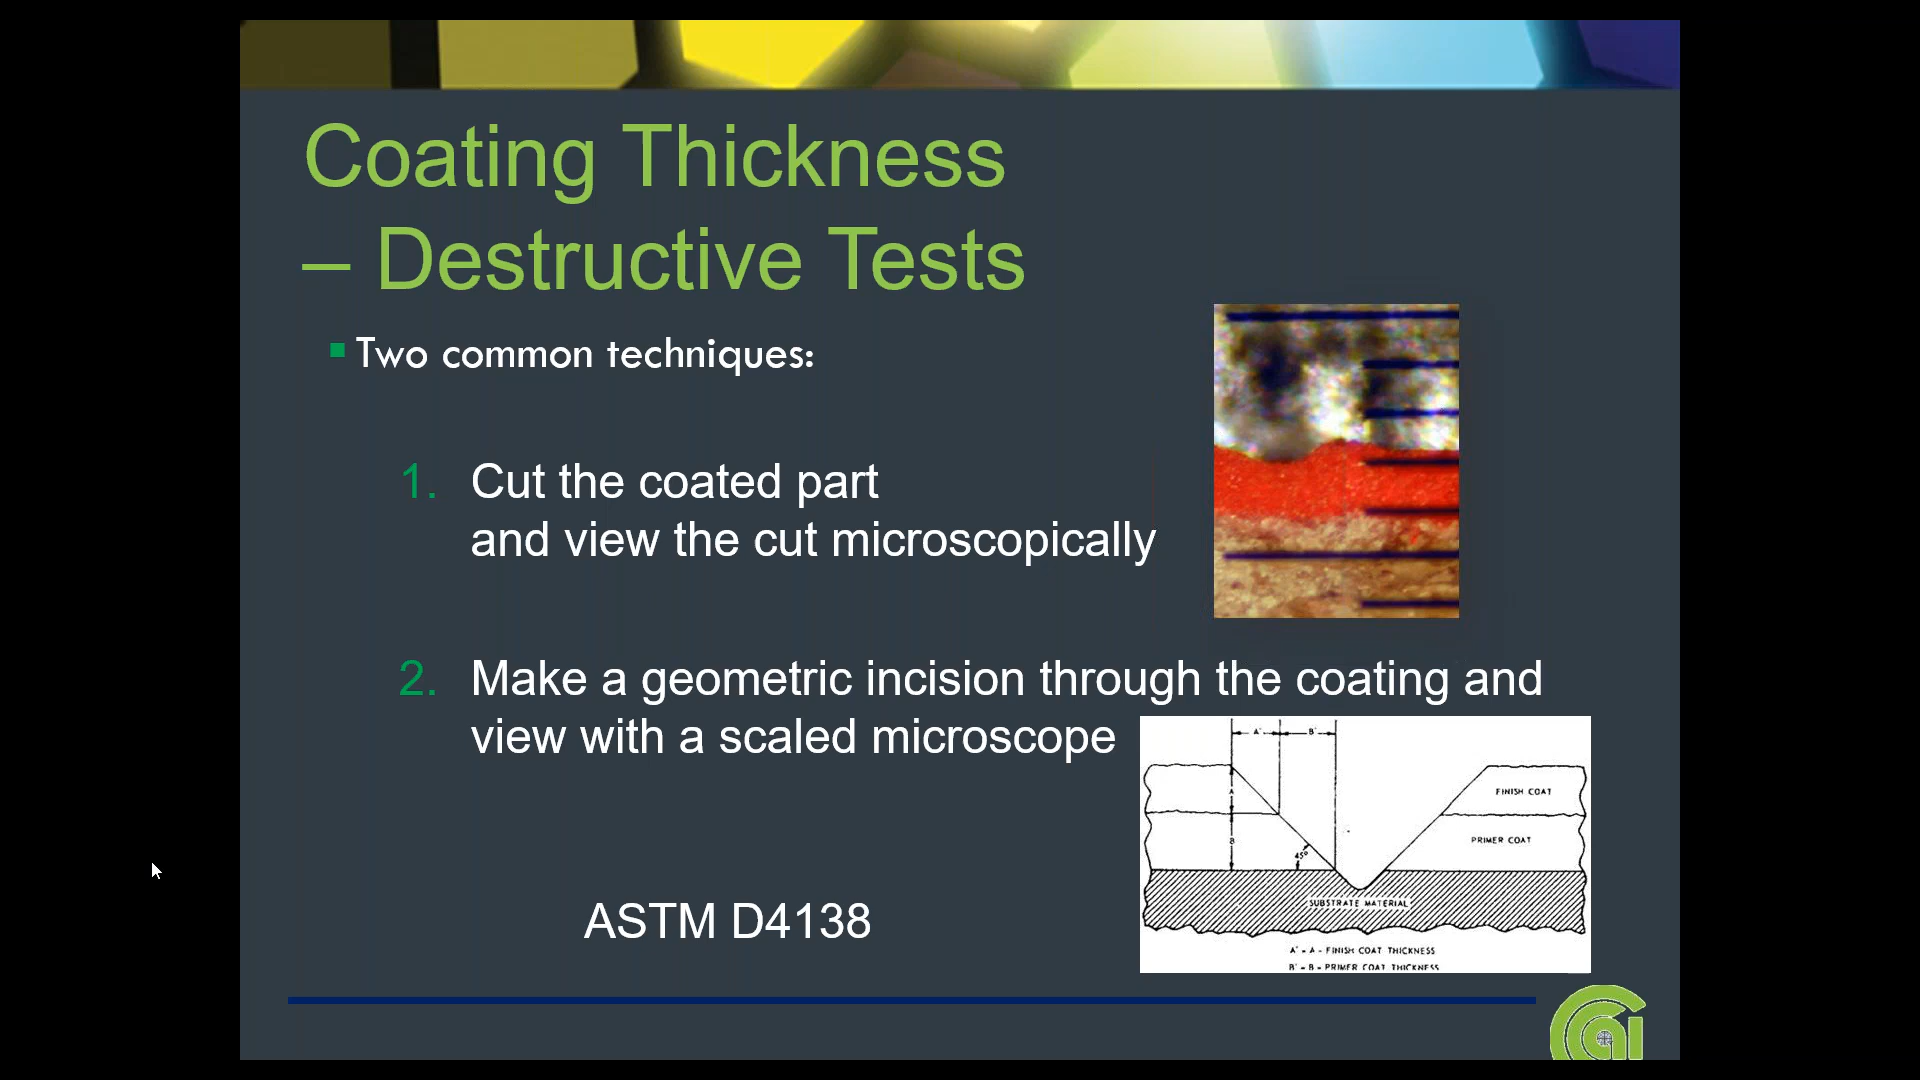 Coating Thickness
– Destructive Tests
▪ Two common techniques:
1. Cut the coated part
and view the cut microscopically
2. Make a geometric incision through the coating and
view with a scaled microscope
ASTM D4138
A' B'
A
FINISH COAT
B
PRIMER COAT
45°
SUBSTRATE MATERIAL
A' = A = FINISH COAT THICKNESS
B' = B = PRIMER COAT THICKNESS
CCAI